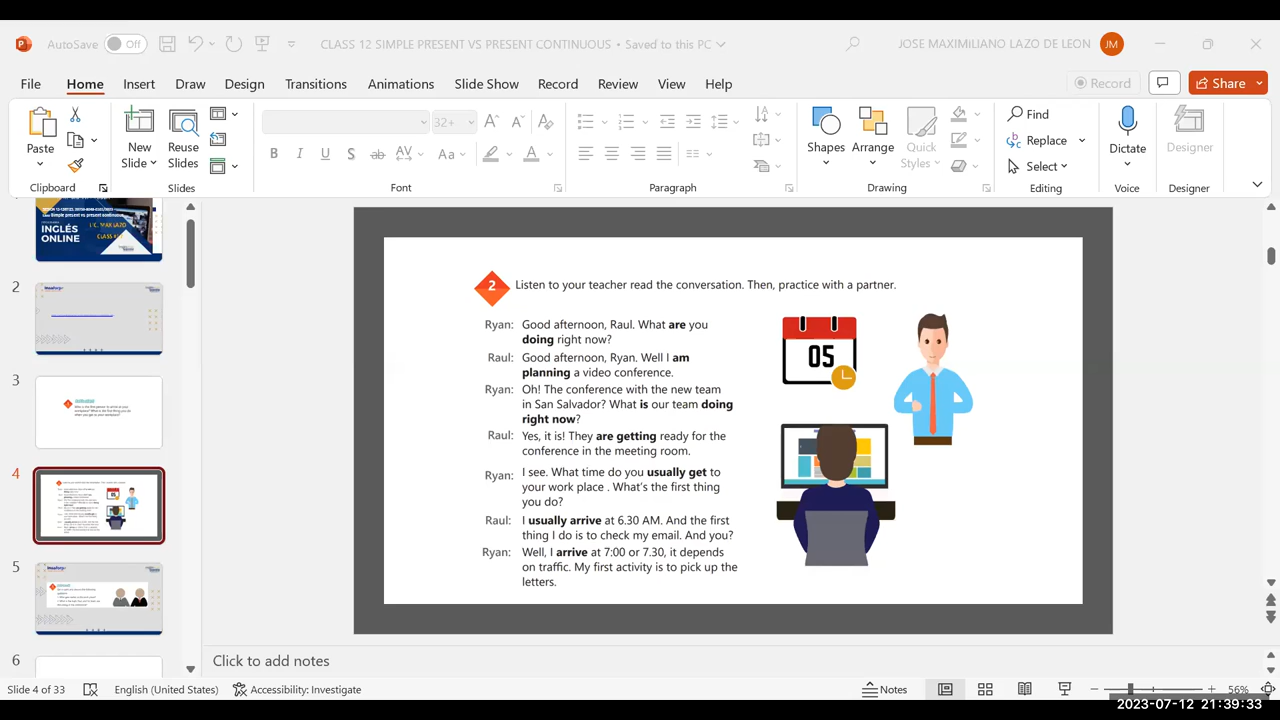 AutoSave Off
CLASS 12 SIMPLE PRESENT VS PRESENT CONTINUOUS • Saved to this PC
JOSE MAXIMILIANO LAZO DE LEON JM
File Home Insert Draw Design Transitions Animations Slide Show Record Review View Help
Record Share
Paste
New Slide
Reuse Slides
32+
Shapes Arrange Quick Styles
Find
Replace
Select
Dictate
Designer
Clipboard Slides Font Paragraph Drawing Editing Voice Designer
INGLÉS
ONLINE
2
3
4
5
6
2 Listen to your teacher read the conversation. Then, practice with a partner.
Ryan: Good afternoon, Raul. What are you
doing right now?
Raul: Good afternoon, Ryan. Well I am
planning a video conference.
Ryan: Oh! The conference with the new team
in San Salvador? What is our team doing
right now?
Raul: Yes, it is! They are getting ready for the
conference in the meeting room.
Ryan: I see. What time do you usually get to
your work place . What's the first thing
you do?
Raul: I usually arrive at 6.30 AM. And the first
thing I do is to check my email. And you?
Ryan: Well, I arrive at 7:00 or 7.30, it depends
on traffic. My first activity is to pick up the
letters.
05
Click to add notes
Slide 4 of 33 English (United States) Accessibility: Investigate Notes 56%
2023-07-12 21:39:33